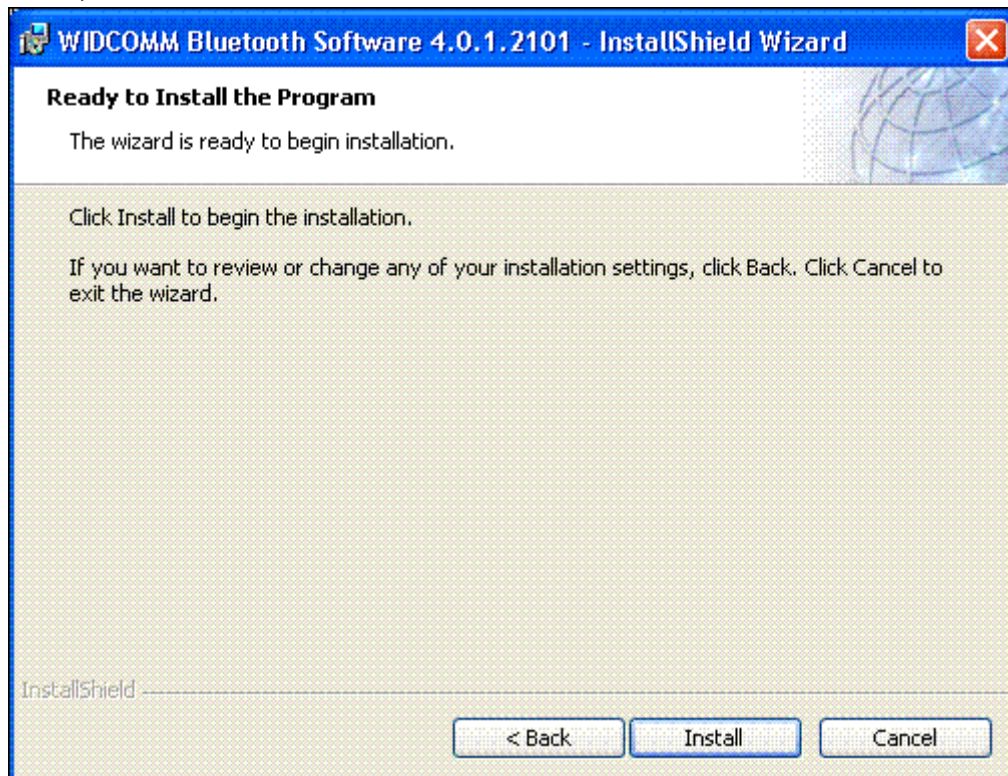 WIDCOMM Bluetooth Software 4.0.1.2101 - InstallShield Wizard
Ready to Install the Program
The wizard is ready to begin installation.
Click Install to begin the installation.
If you want to review or change any of your installation settings, click Back. Click Cancel to
exit the wizard.
InstallShield
< Back
Install
Cancel